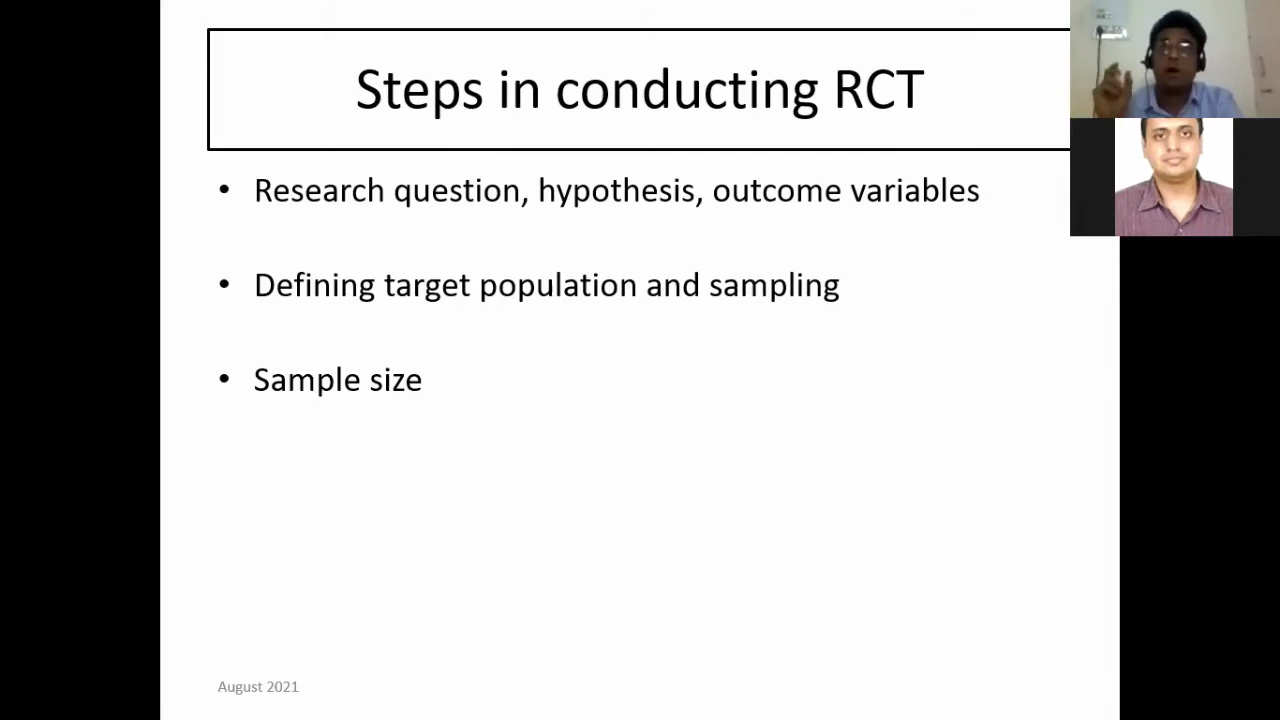 Steps in conducting RCT
• Research question, hypothesis, outcome variables
• Defining target population and sampling
• Sample size
August 2021